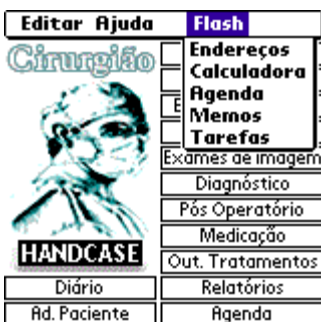 Editar Ajuda Flash
Cirurgião
Endereços
Calculadora
Agenda
Memos
Tarefas
E
Exames de imagem
Diagnóstico
Pós Operatório
Medicação
HANDCASE
Out. Tratamentos
Diário
Relatórios
Ad. Paciente
Agenda